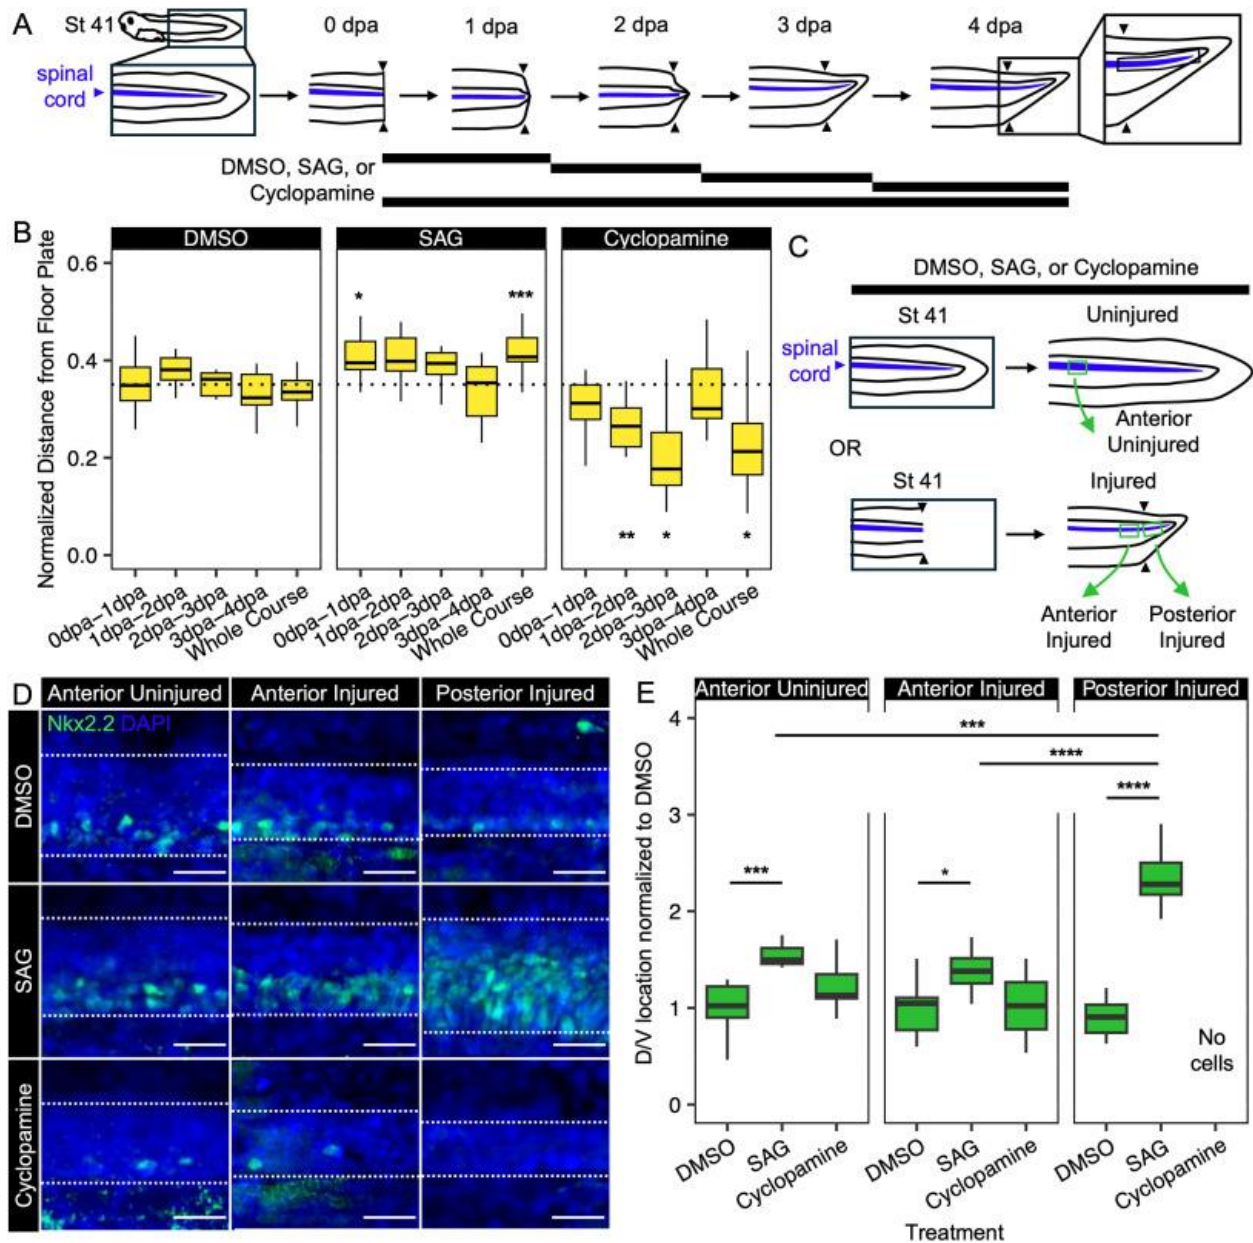 A
St 41
0 dpa
1 dpa
2 dpa
3 dpa
4 dpa
spinal
cord
DMSO, SAG, or
Cyclopamine
B
DMSO
SAG
Cyclopamine
Normalized Distance from Floor Plate
0.6
0.4
0.2
0.0
*
***
**
*
*
0dpa–1dpa
1dpa–2dpa
2dpa–3dpa
3dpa–4dpa
Whole Course
0dpa–1dpa
1dpa–2dpa
2dpa–3dpa
3dpa–4dpa
Whole Course
0dpa–1dpa
1dpa–2dpa
2dpa–3dpa
3dpa–4dpa
Whole Course
C
DMSO, SAG, or Cyclopamine
St 41
Uninjured
spinal
cord
Anterior
Uninjured
OR
St 41
Injured
Anterior
Injured
Posterior
Injured
D
Anterior Uninjured
Anterior Injured
Posterior Injured
Nkx2.2 DAPI
DMSO
SAG
Cyclopamine
E
Anterior Uninjured
Anterior Injured
Posterior Injured
D/V location normalized to DMSO
4
3
2
1
0
***
****
****
***
*
No
cells
DMSO
SAG
Cyclopamine
DMSO
SAG
Cyclopamine
DMSO
SAG
Cyclopamine
Treatment